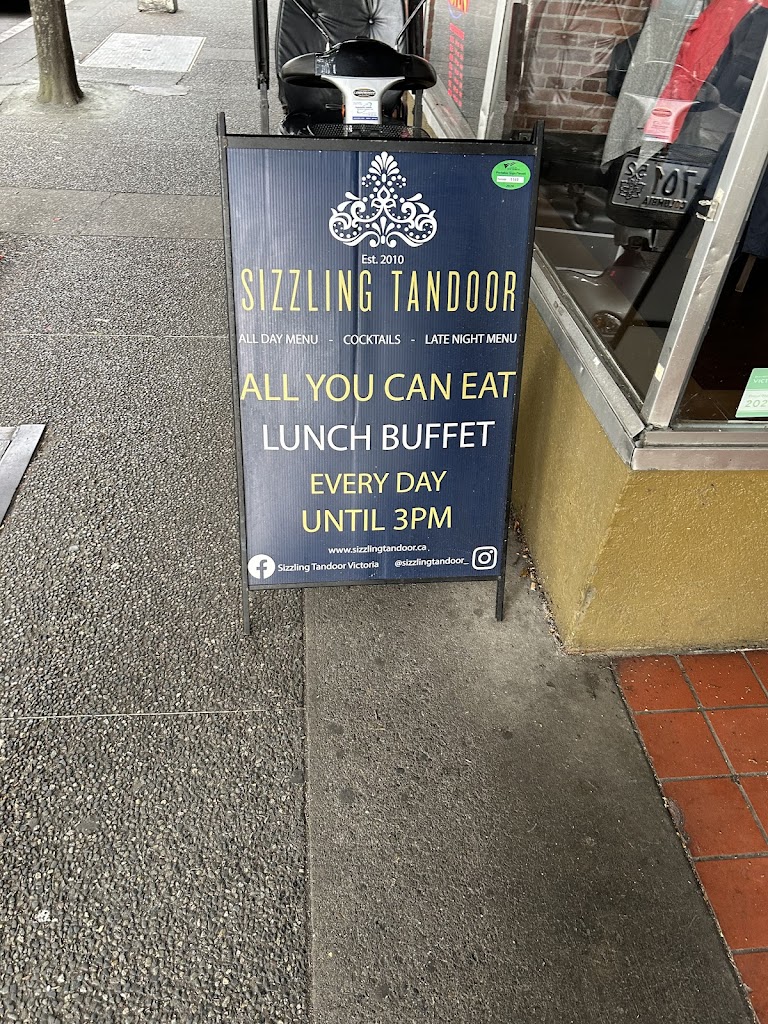 Est. 2010
SIZZLING TANDOOR
ALL DAY MENU - COCKTAILS - LATE NIGHT MENU
ALL YOU CAN EAT
LUNCH BUFFET
EVERY DAY
UNTIL 3PM
www.sizzlingtandoor.ca
Sizzling Tandoor Victoria @sizzlingtandoor_